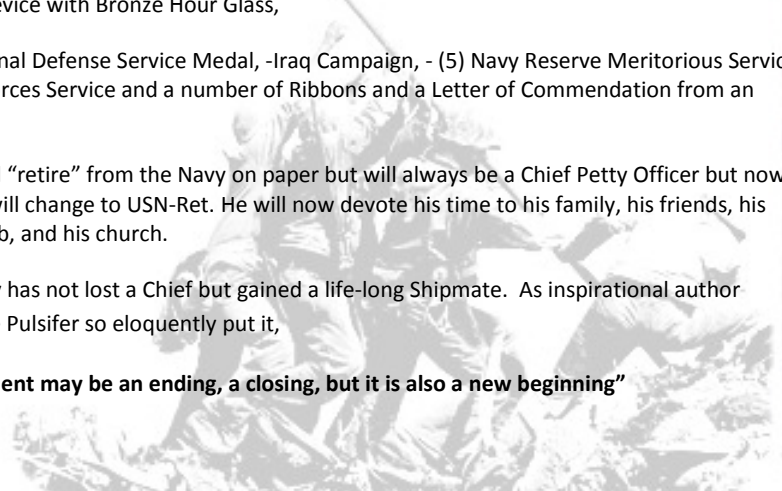 evice with Bronze Hour Glass,
nal Defense Service Medal, -Iraq Campaign, - (5) Navy Reserve Meritorious Servic
rces Service and a number of Ribbons and a Letter of Commendation from an
“retire” from the Navy on paper but will always be a Chief Petty Officer but now
ill change to USN-Ret. He will now devote his time to his family, his friends, his
b, and his church.
has not lost a Chief but gained a life-long Shipmate.  As inspirational author
Pulsifer so eloquently put it,
ent may be an ending, a closing, but it is also a new beginning”